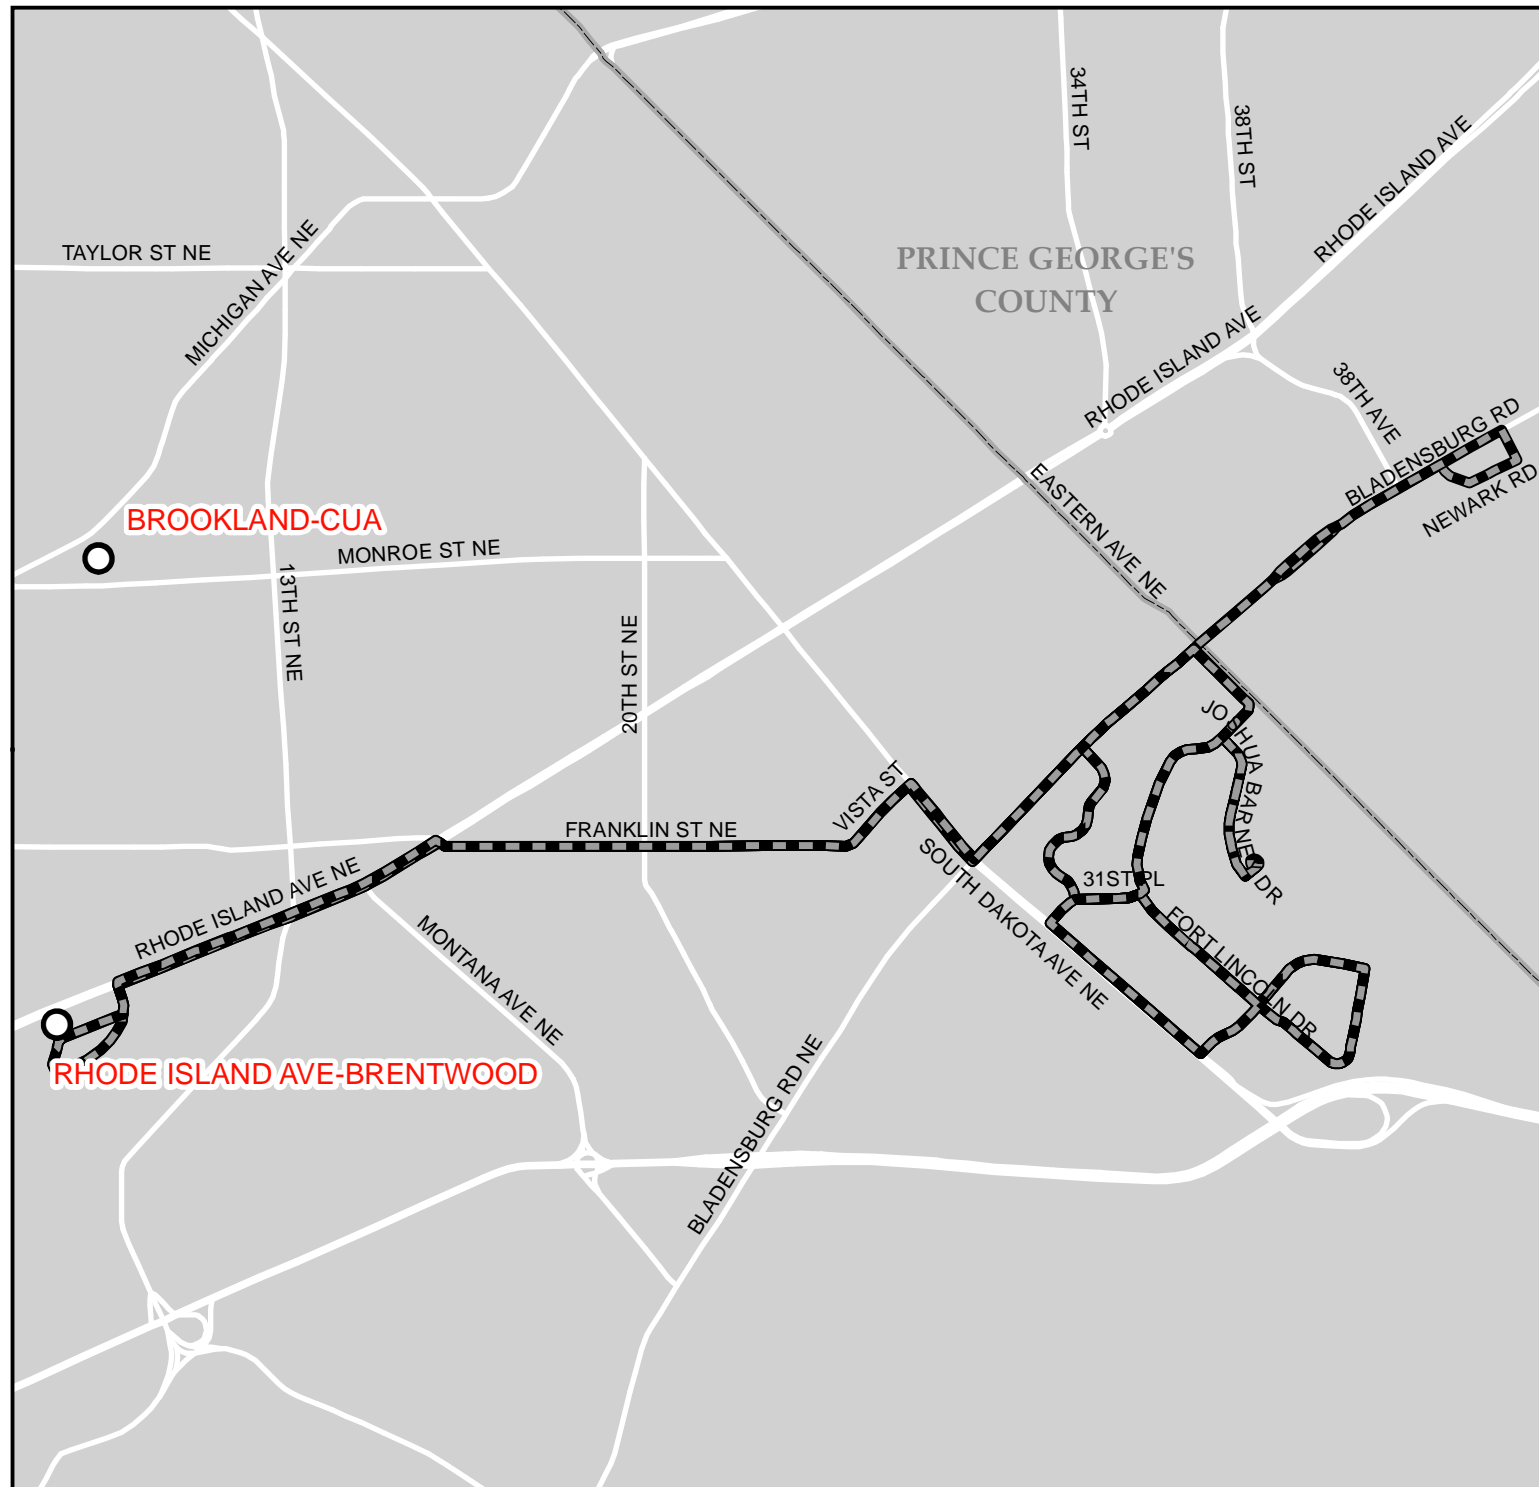 34TH ST
38TH ST
RHODE ISLAND AVE
TAYLOR ST NE
MICHIGAN AVE NE
PRINCE GEORGE'S
COUNTY
RHODE ISLAND AVE
38TH AVE
BLADENSBURG RD
NEWARK RD
EASTERN AVE NE
BROOKLAND-CUA
MONROE ST NE
13TH ST NE
20TH ST NE
JOSHUA BARNEY DR
VISTA ST
FRANKLIN ST NE
SOUTH DAKOTA AVE NE
31ST PL
FORT LINCOLN DR
RHODE ISLAND AVE NE
MONTANA AVE NE
RHODE ISLAND AVE-BRENTWOOD
BLADENSBURG RD NE